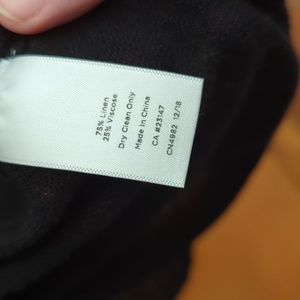 75% Linen
25% Viscose
Dry Clean Only
Made In China
CA #23147
CN4982 12/18